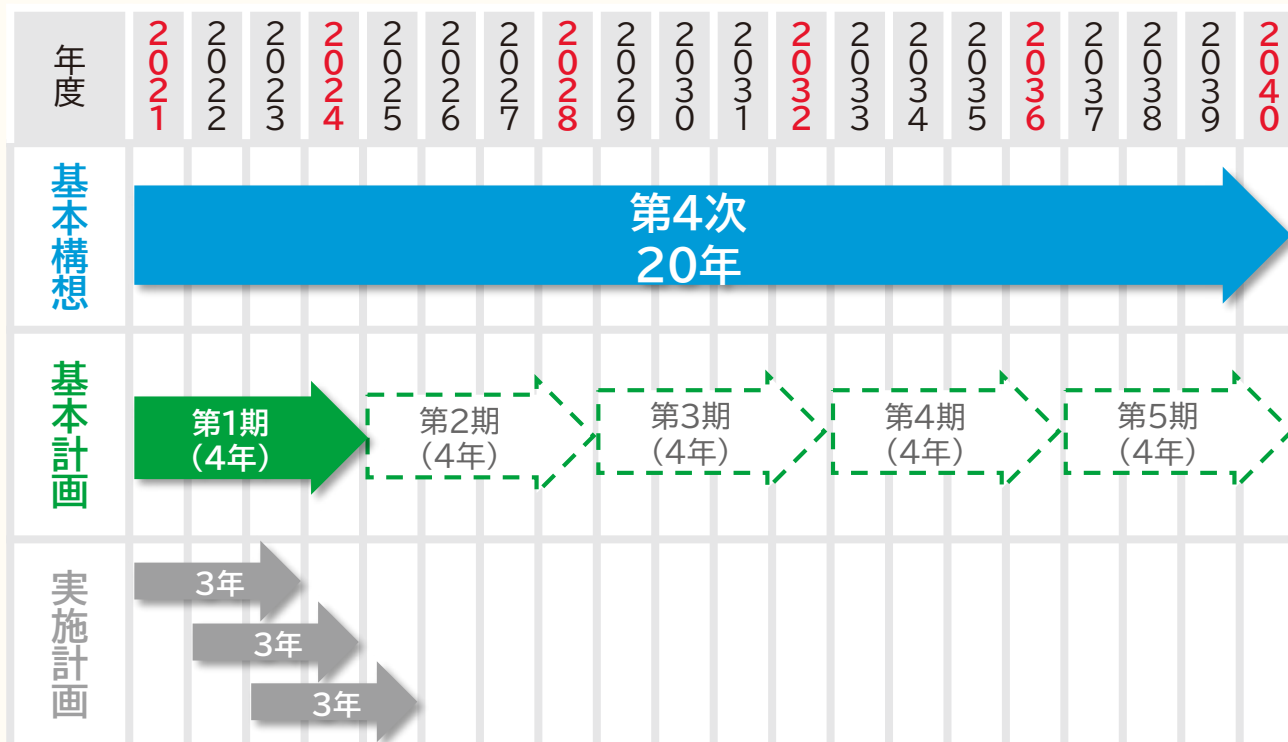 年度
2021
2022
2023
2024
2025
2026
2027
2028
2029
2030
2031
2032
2033
2034
2035
2036
2037
2038
2039
2040
基本構想
第4次
20年
基本計画
第1期
(4年)
第2期
(4年)
第3期
(4年)
第4期
(4年)
第5期
(4年)
実施計画
3年
3年
3年